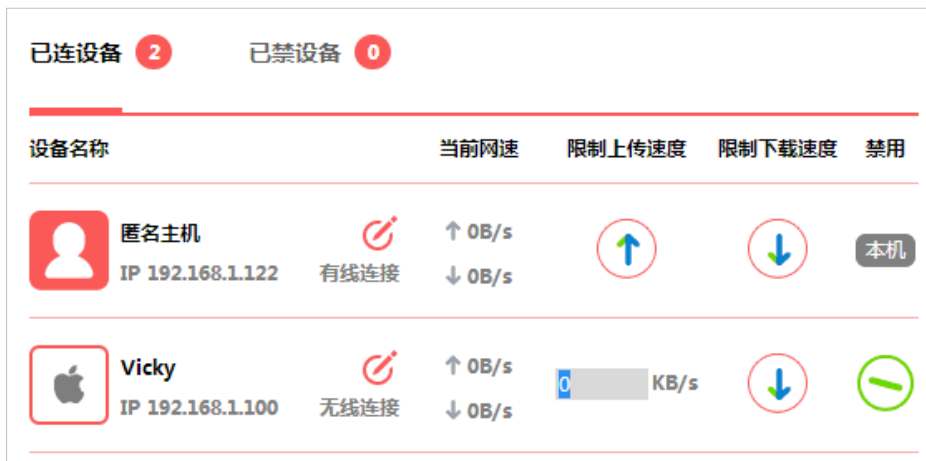 已连设备 2 已禁设备 0
设备名称 当前网速 限制上传速度 限制下载速度 禁用
匿名主机 ↑ 0B/s 本机
IP 192.168.1.122 有线连接 ↓ 0B/s
Vicky ↑ 0B/s 0 KB/s
IP 192.168.1.100 无线连接 ↓ 0B/s